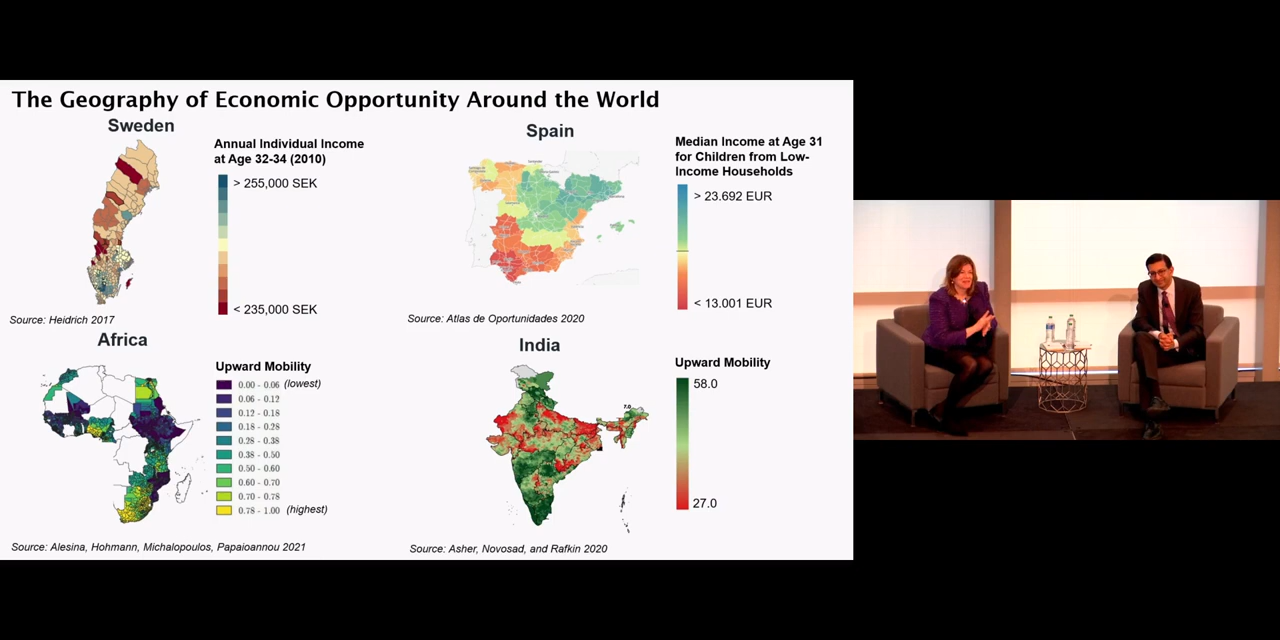 The Geography of Economic Opportunity Around the World
Sweden
Annual Individual Income
at Age 32-34 (2010)
> 255,000 SEK
< 235,000 SEK
Source: Heidrich 2017
Spain
Median Income at Age 31
for Children from Low-
Income Households
> 23.692 EUR
< 13.001 EUR
Source: Atlas de Oportunidades 2020
Africa
Upward Mobility
0.00 - 0.06 (lowest)
0.06 - 0.12
0.12 - 0.18
0.18 - 0.28
0.28 - 0.38
0.38 - 0.50
0.50 - 0.60
0.60 - 0.70
0.70 - 0.78
0.78 - 1.00 (highest)
Source: Alesina, Hohmann, Michalopoulos, Papaioannou 2021
India
Upward Mobility
58.0
27.0
Source: Asher, Novosad, and Rafkin 2020